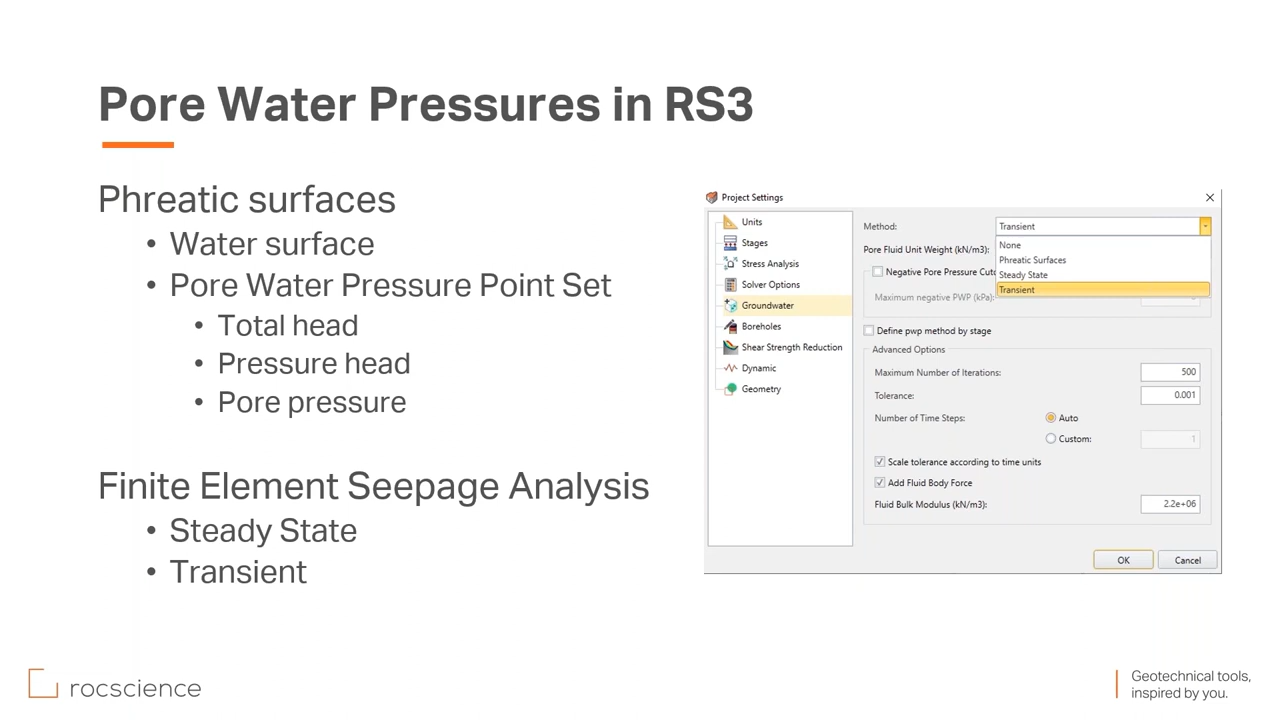 Pore Water Pressures in RS3
Phreatic surfaces
• Water surface
• Pore Water Pressure Point Set
• Total head
• Pressure head
• Pore pressure
Finite Element Seepage Analysis
• Steady State
• Transient
Project Settings
Units
Stages
Stress Analysis
Solver Options
Groundwater
Boreholes
Shear Strength Reduction
Dynamic
Geometry
Method: Transient
None
Phreatic Surfaces
Steady State
Transient
Pore Fluid Unit Weight (kN/m3):
Negative Pore Pressure
Maximum negative PWP (kPa):
Define pwp method by stage
Advanced Options
Maximum Number of Iterations: 500
Tolerance: 0.001
Number of Time Steps: Auto
Custom: 1
Scale tolerance according to time units
Add Fluid Body Force
Fluid Bulk Modulus (kN/m3): 2.2e+06
OK Cancel
rocscience
Geotechnical tools,
inspired by you.